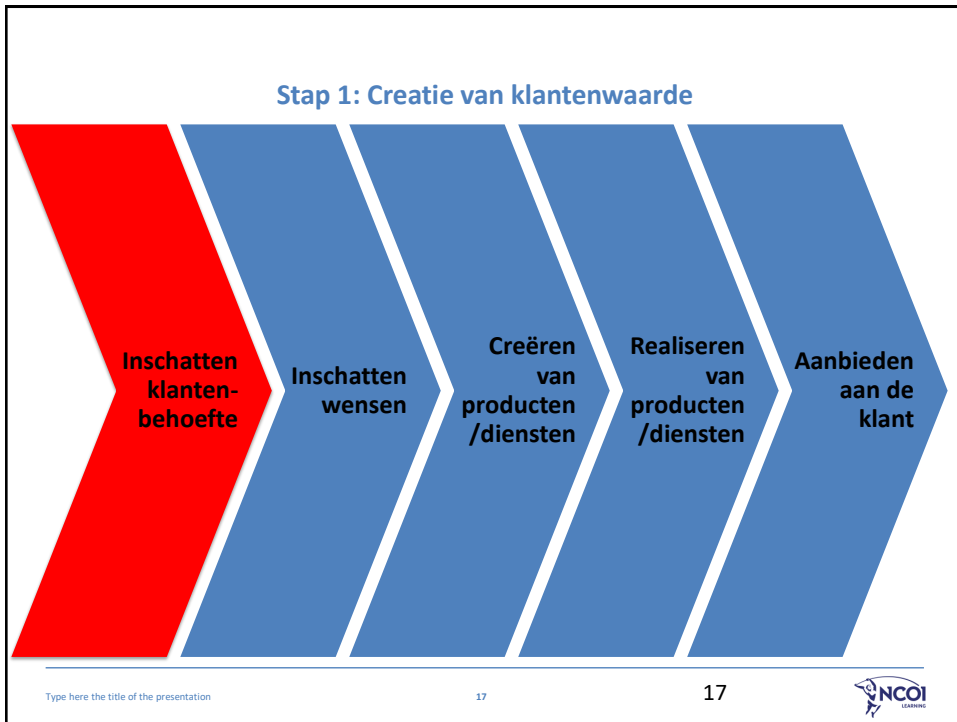 Stap 1: Creatie van klantenwaarde
Inschatten
klanten-
behoefte
Inschatten
wensen
Creëren
van
producten
/diensten
Realiseren
van
producten
/diensten
Aanbieden
aan de
klant
Type here the title of the presentation
17
17
NCOI
LEARNING